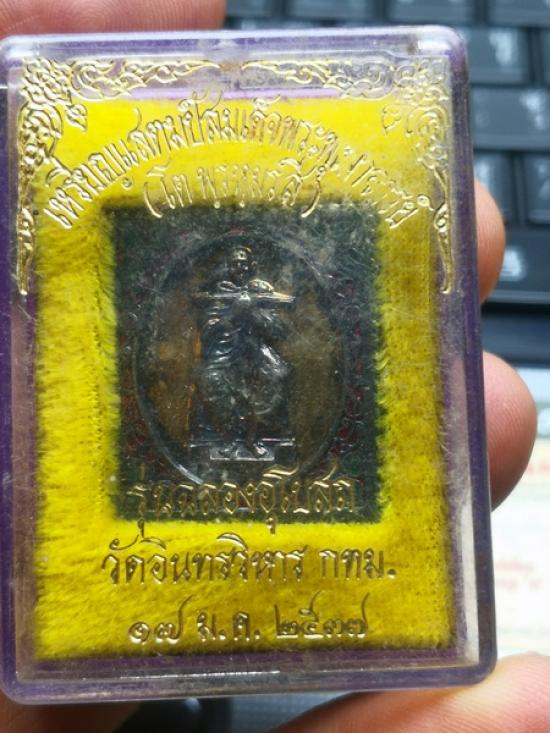 เหรียญแสตมป์สมเด็จพระพุฒาจารย์
(โต พรหมรังสี)
รุ่นฉลองอุโบสถ
วัดอินทรวิหาร กทม.
๑๗ ม.ค. ๒๕๓๗